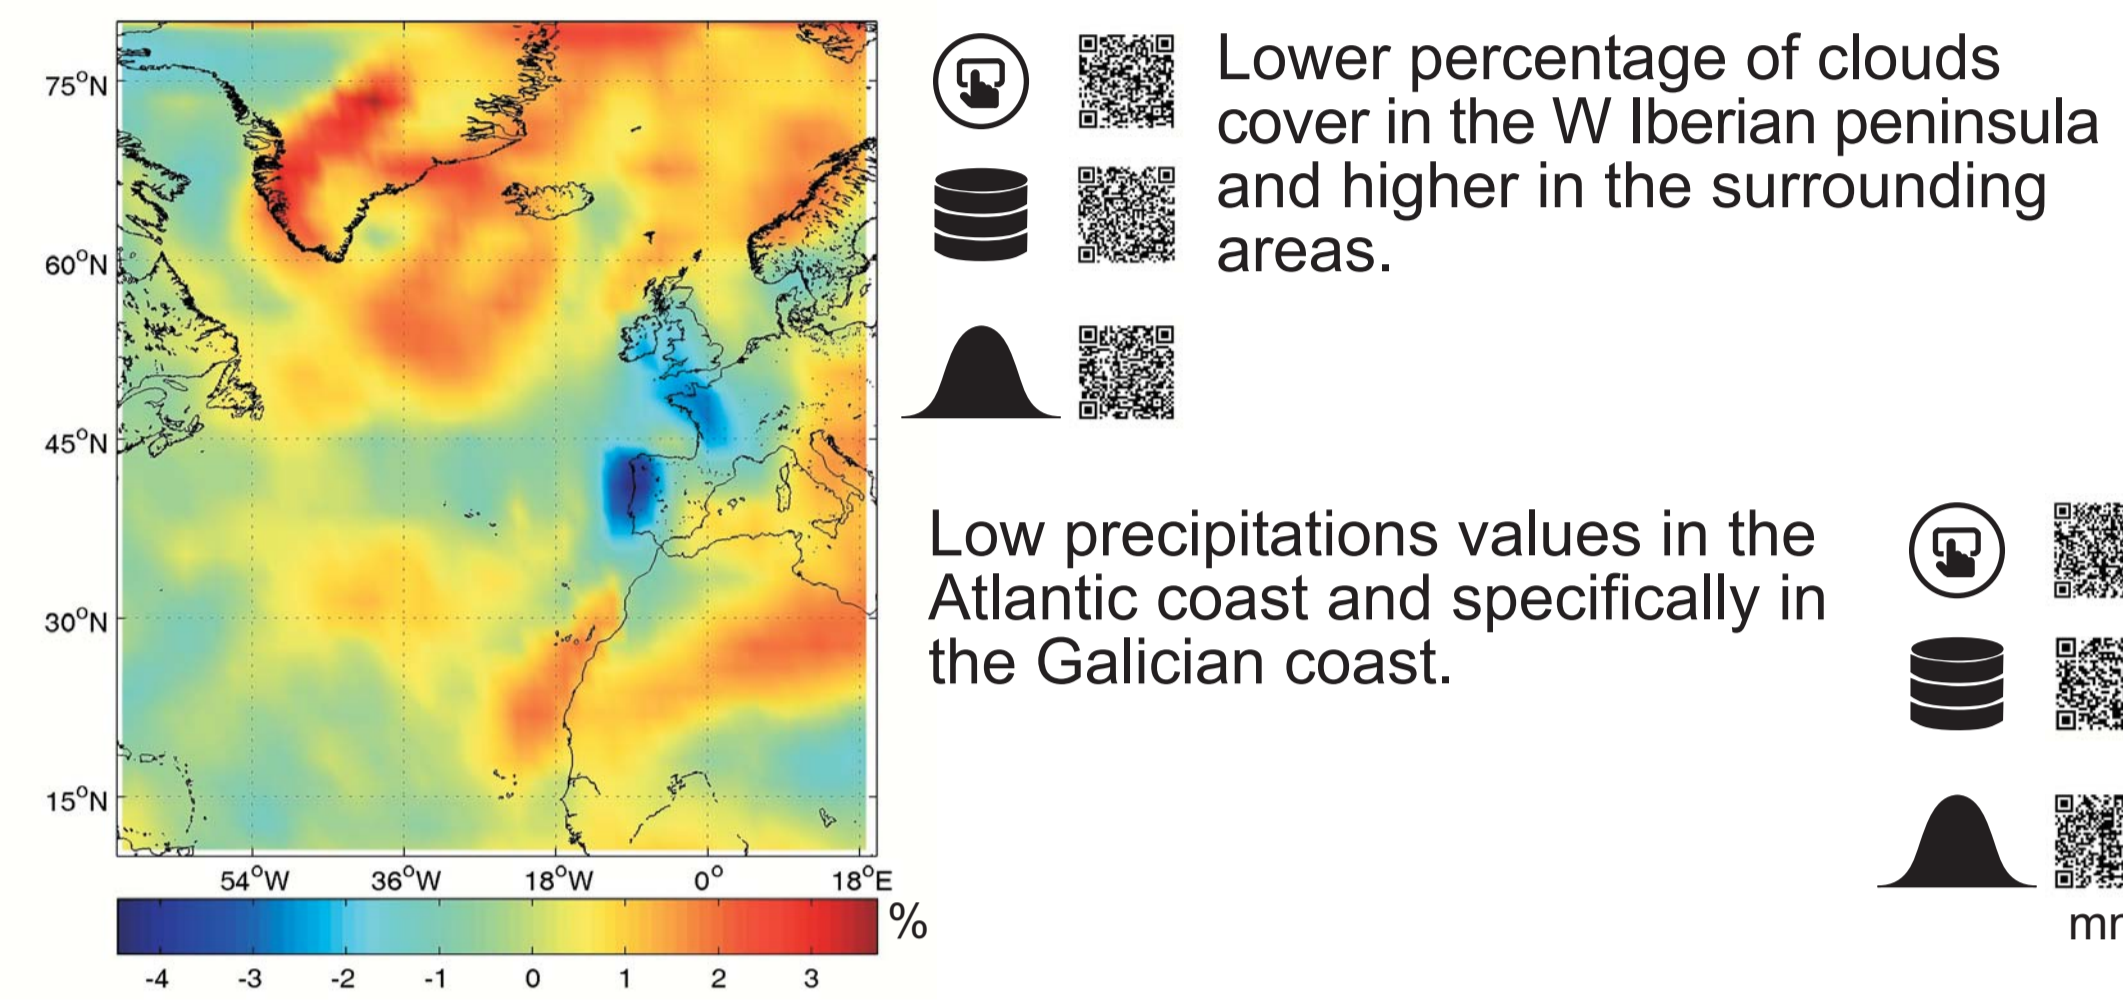 75°N
60°N
45°N
30°N
15°N
54°W 36°W 18°W 0° 18°E
%
-4 -3 -2 -1 0 1 2 3
Lower percentage of clouds
cover in the W Iberian peninsula
and higher in the surrounding
areas.
Low precipitations values in the
Atlantic coast and specifically in
the Galician coast.